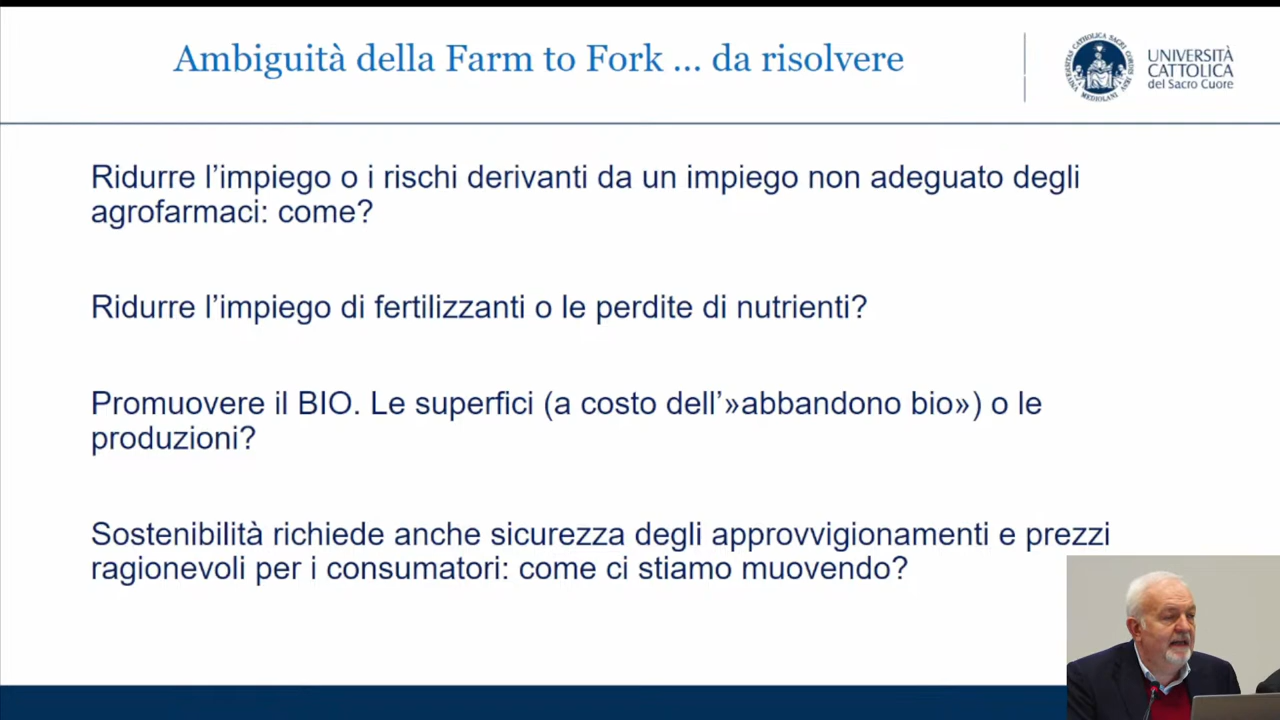 Ambiguità della Farm to Fork ... da risolvere
UNIVERSITÀ
CATTOLICA
del Sacro Cuore
Ridurre l’impiego o i rischi derivanti da un impiego non adeguato degli
agrofarmaci: come?
Ridurre l’impiego di fertilizzanti o le perdite di nutrienti?
Promuovere il BIO. Le superfici (a costo dell’»abbandono bio») o le
produzioni?
Sostenibilità richiede anche sicurezza degli approvvigionamenti e prezzi
ragionevoli per i consumatori: come ci stiamo muovendo?